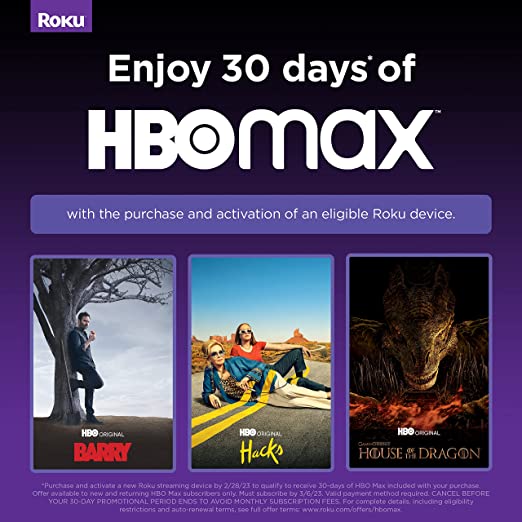 Roku
Enjoy 30 days* of
HBOMAX™
with the purchase and activation of an eligible Roku device.
HBO ORIGINAL
BARRY
HBO ORIGINAL
Hacks
HBO ORIGINAL
GAME OF THRONES
HOUSE OF THE DRAGON
*Purchase and activate a new Roku streaming device by 2/28/23 to qualify to receive 30-days of HBO Max included with your purchase.
Offer available to new and returning HBO Max subscribers only. Must subscribe by 3/6/23. Valid payment method required. CANCEL BEFORE
YOUR 30-DAY PROMOTIONAL PERIOD ENDS TO AVOID MONTHLY SUBSCRIPTION FEES. For complete details, including eligibility
restrictions and auto-renewal terms, see full offer terms: www.roku.com/offers/hbomax.